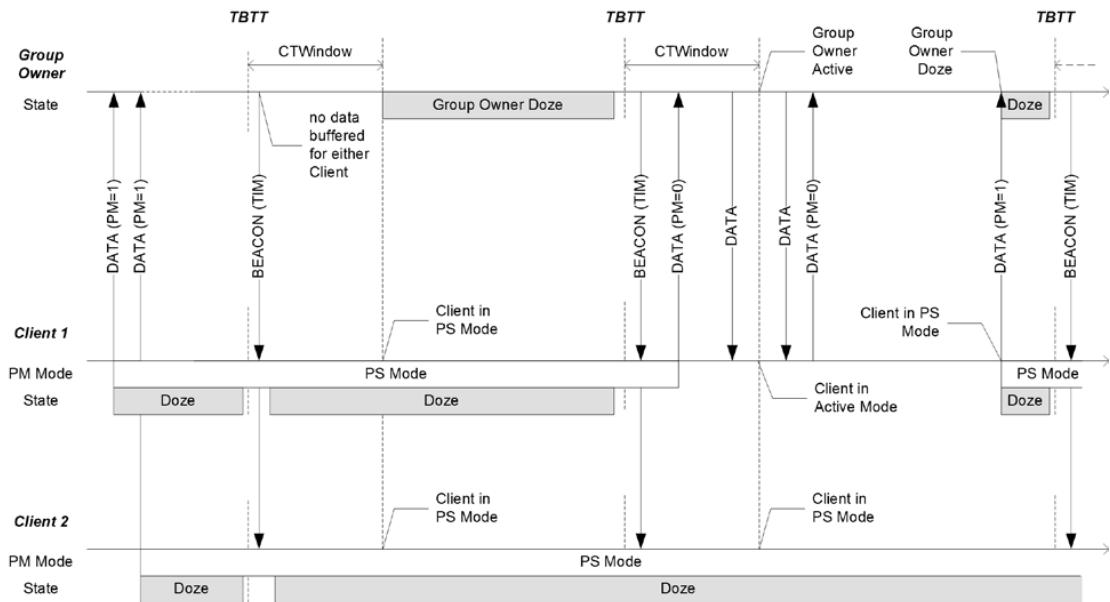 TBTT
TBTT
TBTT
Group
Owner
CTWindow
CTWindow
Group
Owner
Active
Group
Owner
Doze
State
Group Owner Doze
Doze
no data
buffered
for either
Client
DATA (PM=1)
DATA (PM=1)
BEACON (TIM)
BEACON (TIM)
DATA (PM=0)
DATA
DATA
DATA (PM=0)
DATA (PM=1)
BEACON (TIM)
Client 1
Client in
PS Mode
Client in PS
Mode
PM Mode
PS Mode
PS Mode
State
Doze
Doze
Client in
Active Mode
Doze
Client 2
Client in
PS Mode
Client in
PS Mode
PM Mode
PS Mode
State
Doze
Doze